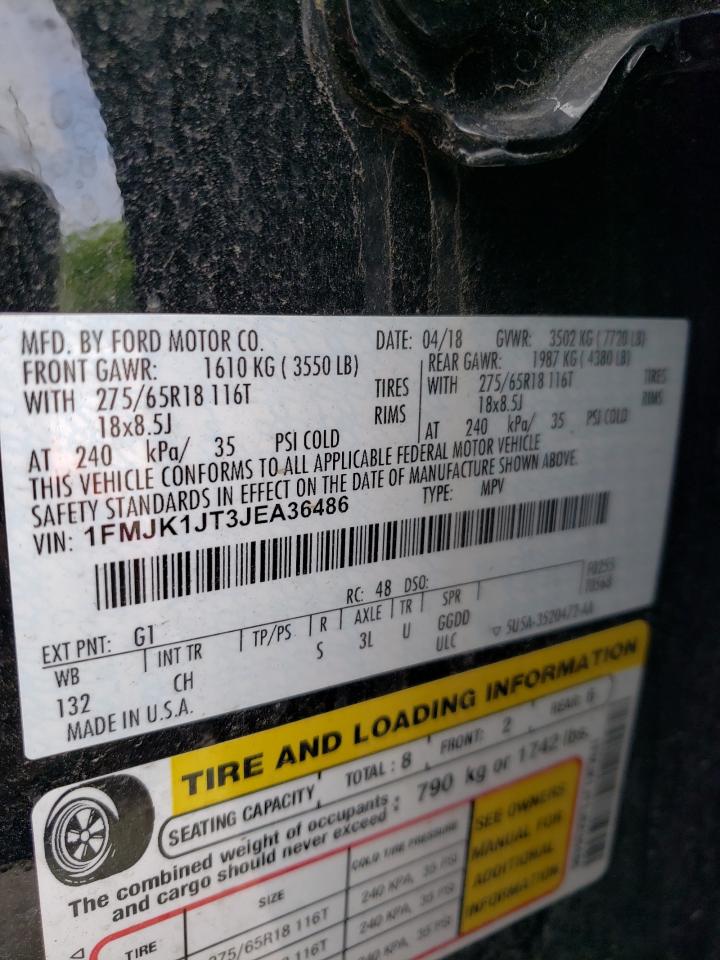 MFD. BY FORD MOTOR CO. DATE: 04/18 GVWR: 3502 KG ( 7720 LB)
FRONT GAWR: 1610 KG ( 3550 LB) REAR GAWR: 1987 KG ( 4380 LB)
WITH 275/65R18 116T TIRES WITH 275/65R18 116T TIRES
18x8.5J RIMS 18x8.5J RIMS
AT 240 kPa/ 35 PSI COLD AT 240 kPa/ 35 PSI COLD
THIS VEHICLE CONFORMS TO ALL APPLICABLE FEDERAL MOTOR VEHICLE
SAFETY STANDARDS IN EFFECT ON THE DATE OF MANUFACTURE SHOWN ABOVE.
VIN: 1FMJK1JT3JEA36486 TYPE: MPV
EXT PNT: G1 RC: 48 DSO:
WB INT TR TP/PS R AXLE TR SPR
132 CH S 3L U GGDD
ULC
MADE IN U.S.A.
TIRE AND LOADING INFORMATION
SEATING CAPACITY TOTAL : 8 FRONT: 2 REAR: 6
The combined weight of occupants and cargo should never exceed : 790 kg or 1742 lbs.
TIRE SIZE COLD TIRE PRESSURE
275/65R18 116T 240 KPA, 35 PSI
240 KPA, 35 PSI
SEE OWNERS
MANUAL FOR
ADDITIONAL
INFORMATION